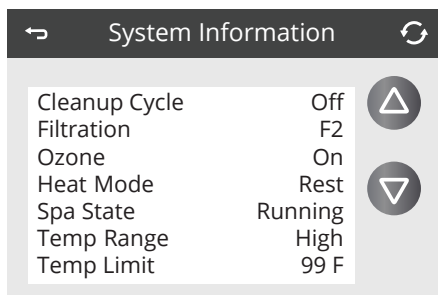 System Information
Cleanup Cycle Off
Filtration F2
Ozone On
Heat Mode Rest
Spa State Running
Temp Range High
Temp Limit 99 F